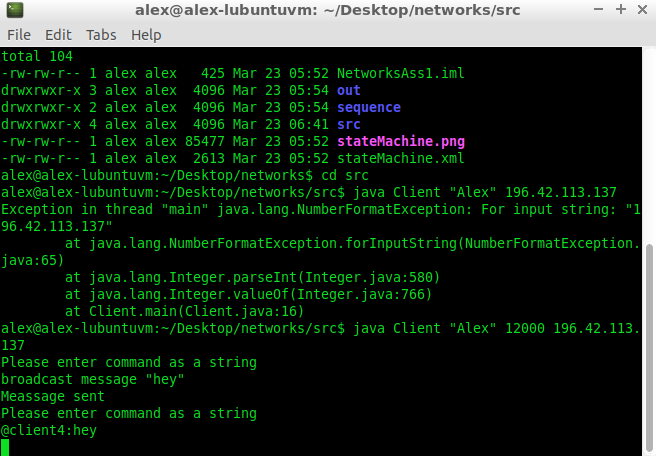 alex@alex-lubuntuvm: ~/Desktop/networks/src
File Edit Tabs Help
total 104
-rw-rw-r-- 1 alex alex   425 Mar 23 05:52 NetworksAss1.iml
drwxrwxr-x 3 alex alex  4096 Mar 23 05:54 out
drwxrwxr-x 2 alex alex  4096 Mar 23 05:54 sequence
drwxrwxr-x 4 alex alex  4096 Mar 23 06:41 src
-rw-rw-r-- 1 alex alex 85477 Mar 23 05:52 stateMachine.png
-rw-rw-r-- 1 alex alex  2613 Mar 23 05:52 stateMachine.xml
alex@alex-lubuntuvm:~/Desktop/networks$ cd src
alex@alex-lubuntuvm:~/Desktop/networks/src$ java Client "Alex" 196.42.113.137
Exception in thread "main" java.lang.NumberFormatException: For input string: "1
96.42.113.137"
        at java.lang.NumberFormatException.forInputString(NumberFormatException.
java:65)
        at java.lang.Integer.parseInt(Integer.java:580)
        at java.lang.Integer.valueOf(Integer.java:766)
        at Client.main(Client.java:16)
alex@alex-lubuntuvm:~/Desktop/networks/src$ java Client "Alex" 12000 196.42.113.
137
Please enter command as a string
broadcast message "hey"
Meassage sent
Please enter command as a string
@client4:hey